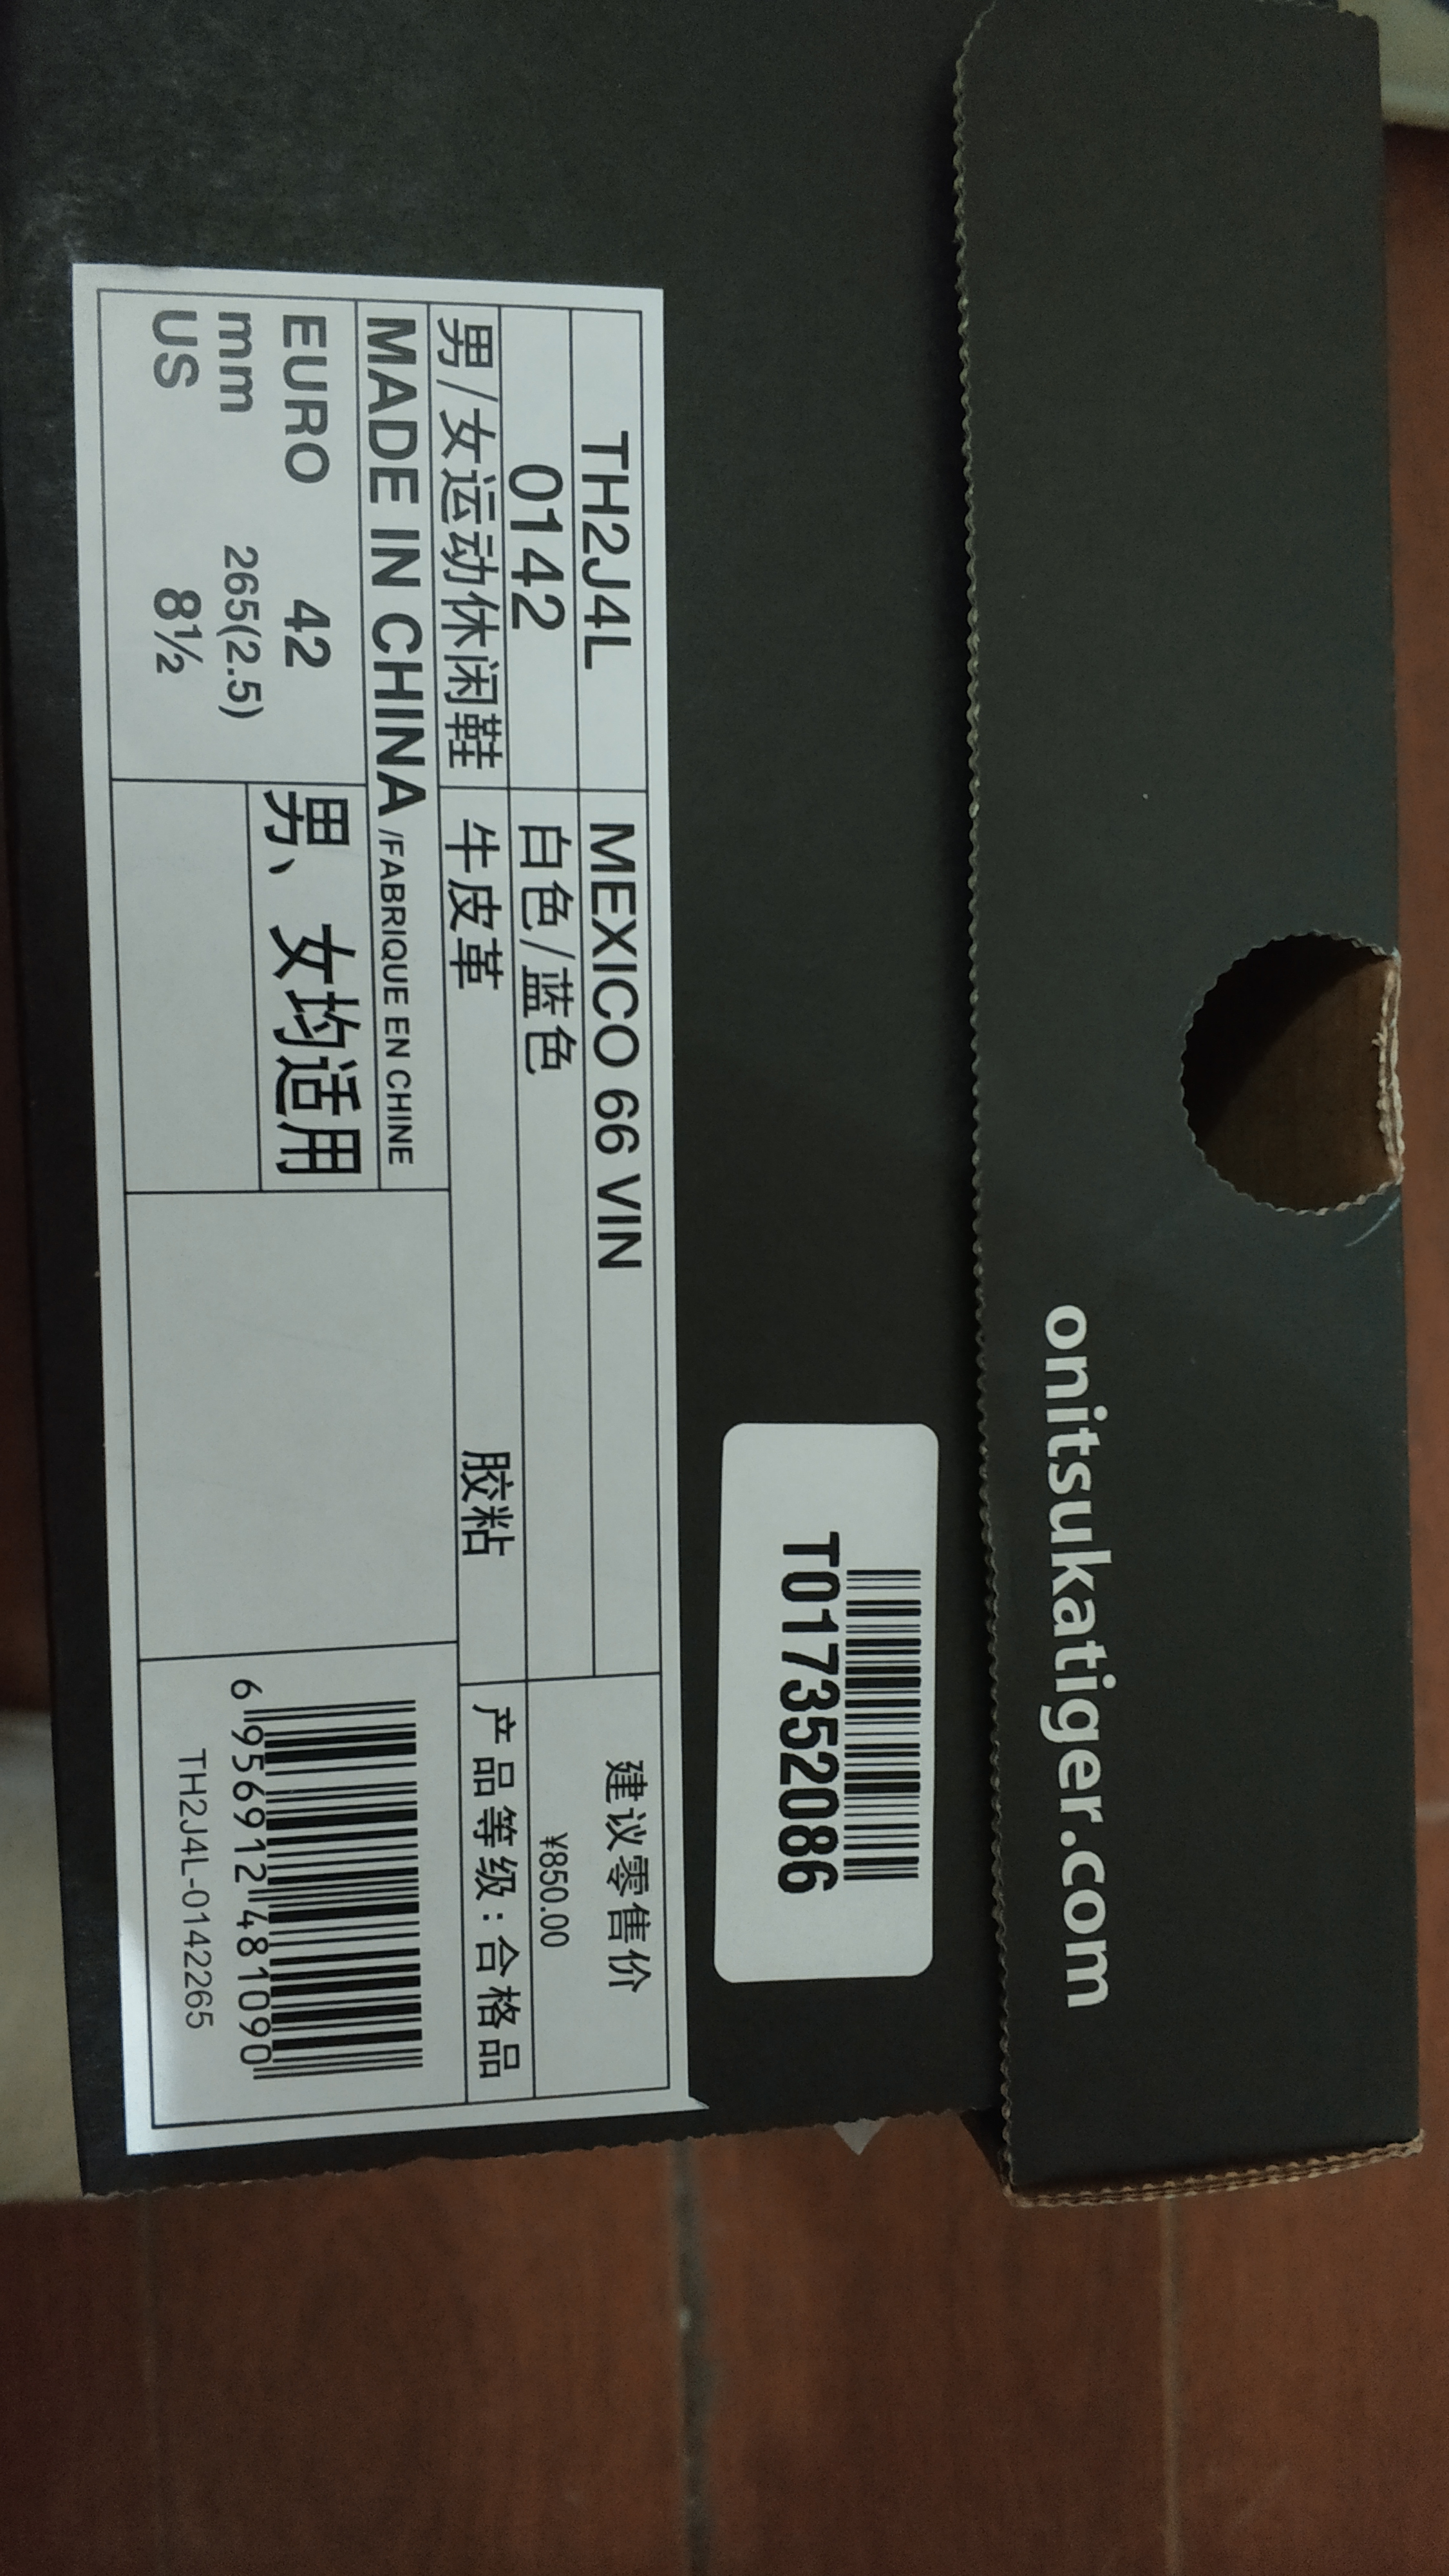 onitsukatiger.com
T017352086
TH2J4L
MEXICO 66 VIN
建议零售价
0142
白色/蓝色
¥850.00
男/女运动休闲鞋
牛皮革
胶粘
产品等级:合格品
MADE IN CHINA /FABRIQUE EN CHINE
EURO 42
男、女均适用
mm 265(2.5)
US 8½
6 956912 481090
TH2J4L-0142265